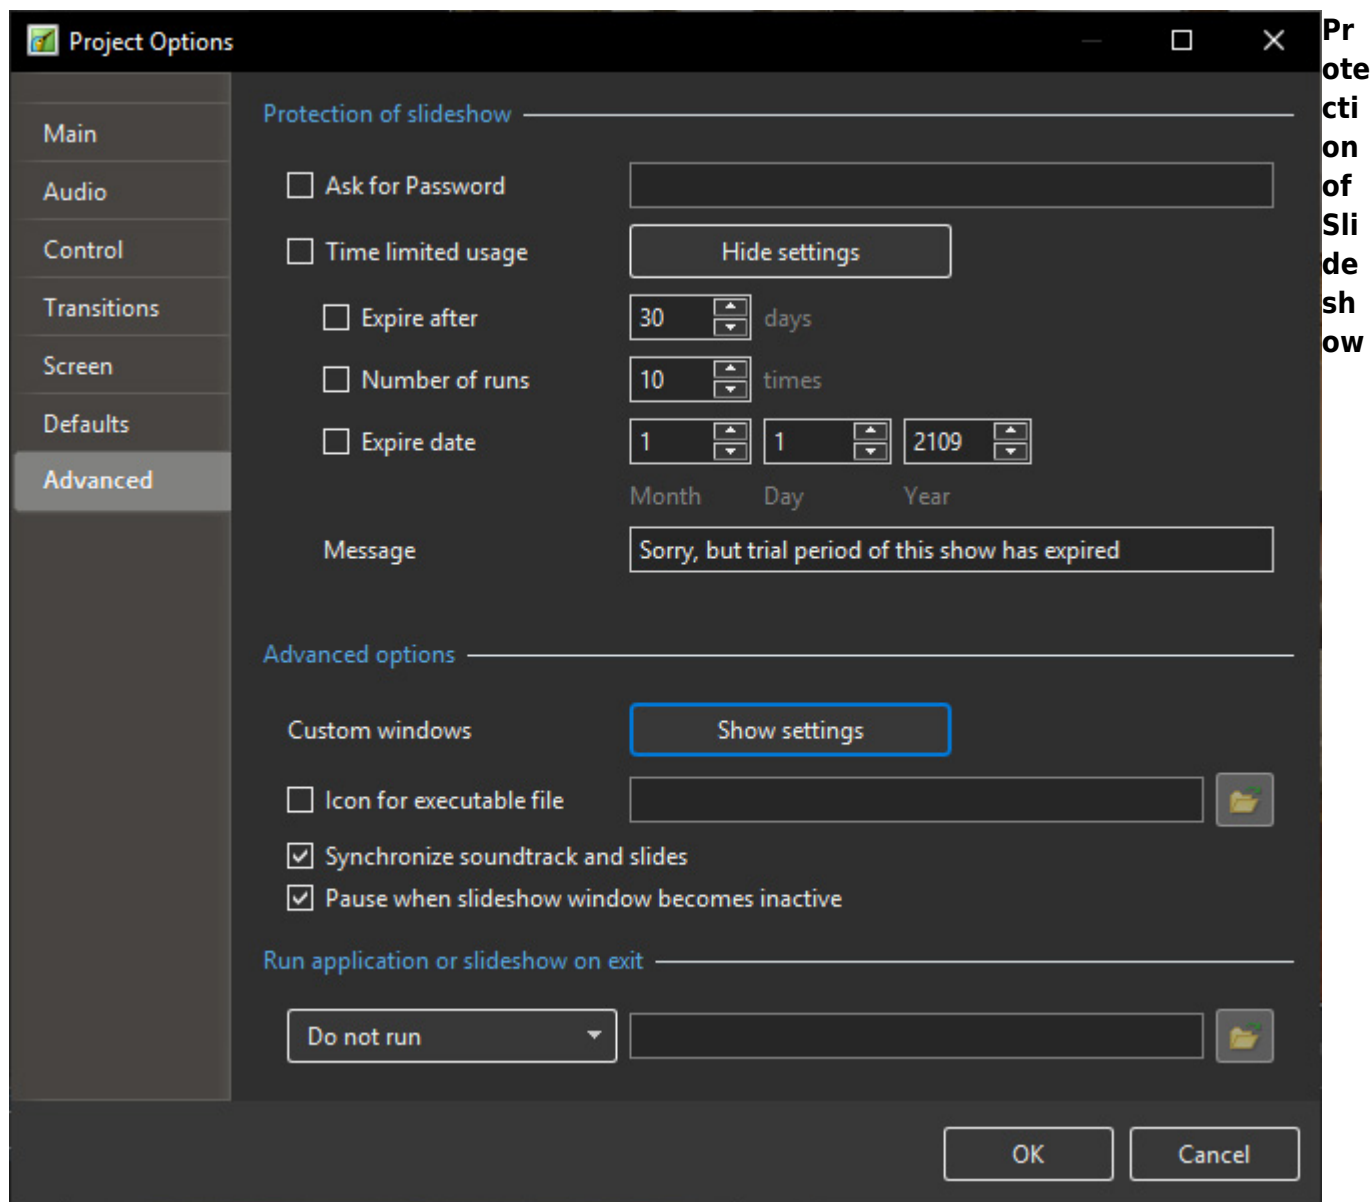 Project Options
Main
Audio
Control
Transitions
Screen
Defaults
Advanced
Protection of slideshow
Ask for Password
Time limited usage Hide settings
Expire after 30 days
Number of runs 10 times
Expire date 1 1 2109
Month Day Year
Message Sorry, but trial period of this show has expired
Advanced options
Custom windows Show settings
Icon for executable file
Synchronize soundtrack and slides
Pause when slideshow window becomes inactive
Run application or slideshow on exit
Do not run
OK Cancel
Pr
ote
cti
on
of
Sli
de
sh
ow